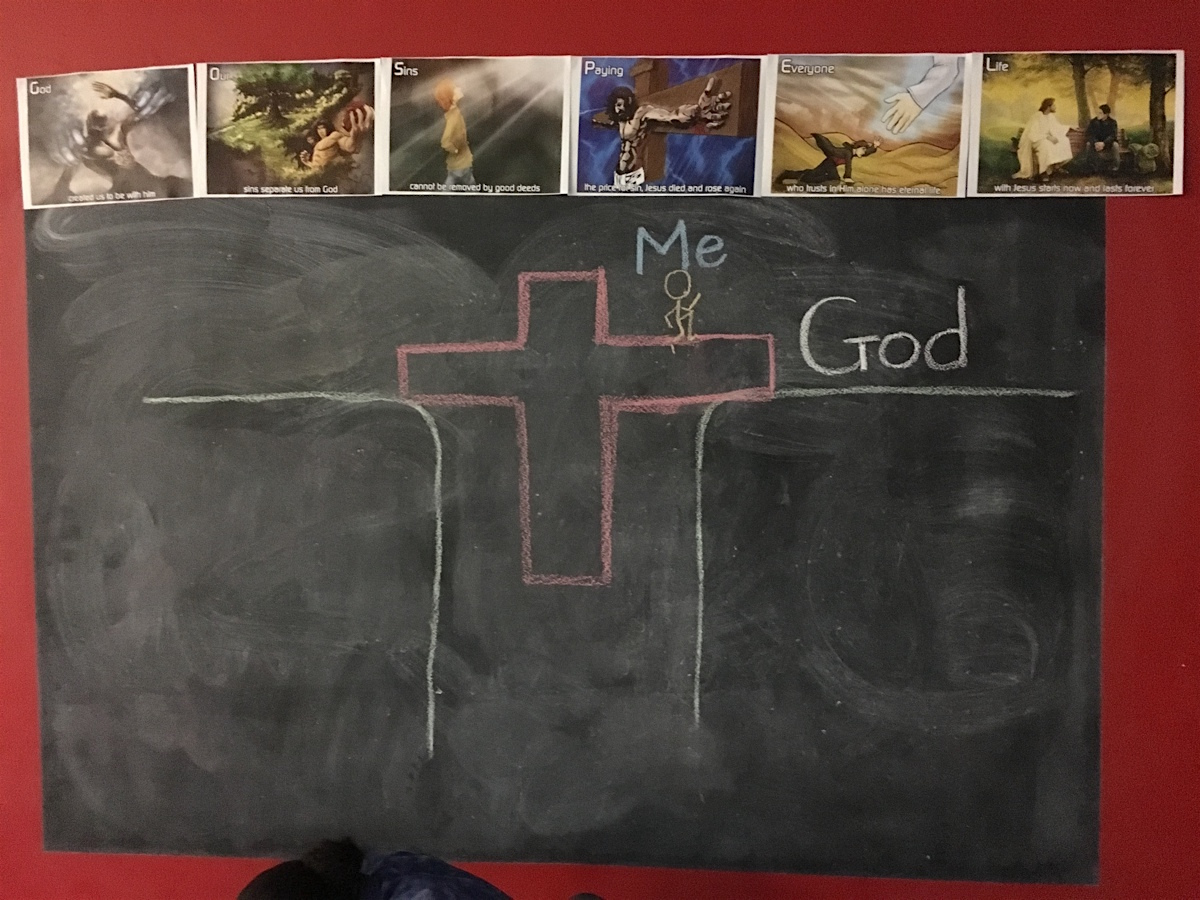 God
created us to be with him
Our
sins separate us from God
Sins
cannot be removed by good deeds
Paying
the price for sin, Jesus died and rose again
Everyone
who trusts in Him alone has eternal life
Life
with Jesus starts now and lasts forever
Me
God